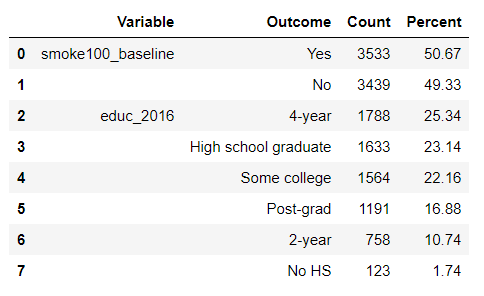 Variable Outcome Count Percent
0 smoke100_baseline Yes 3533 50.67
1 No 3439 49.33
2 educ_2016 4-year 1788 25.34
3 High school graduate 1633 23.14
4 Some college 1564 22.16
5 Post-grad 1191 16.88
6 2-year 758 10.74
7 No HS 123 1.74